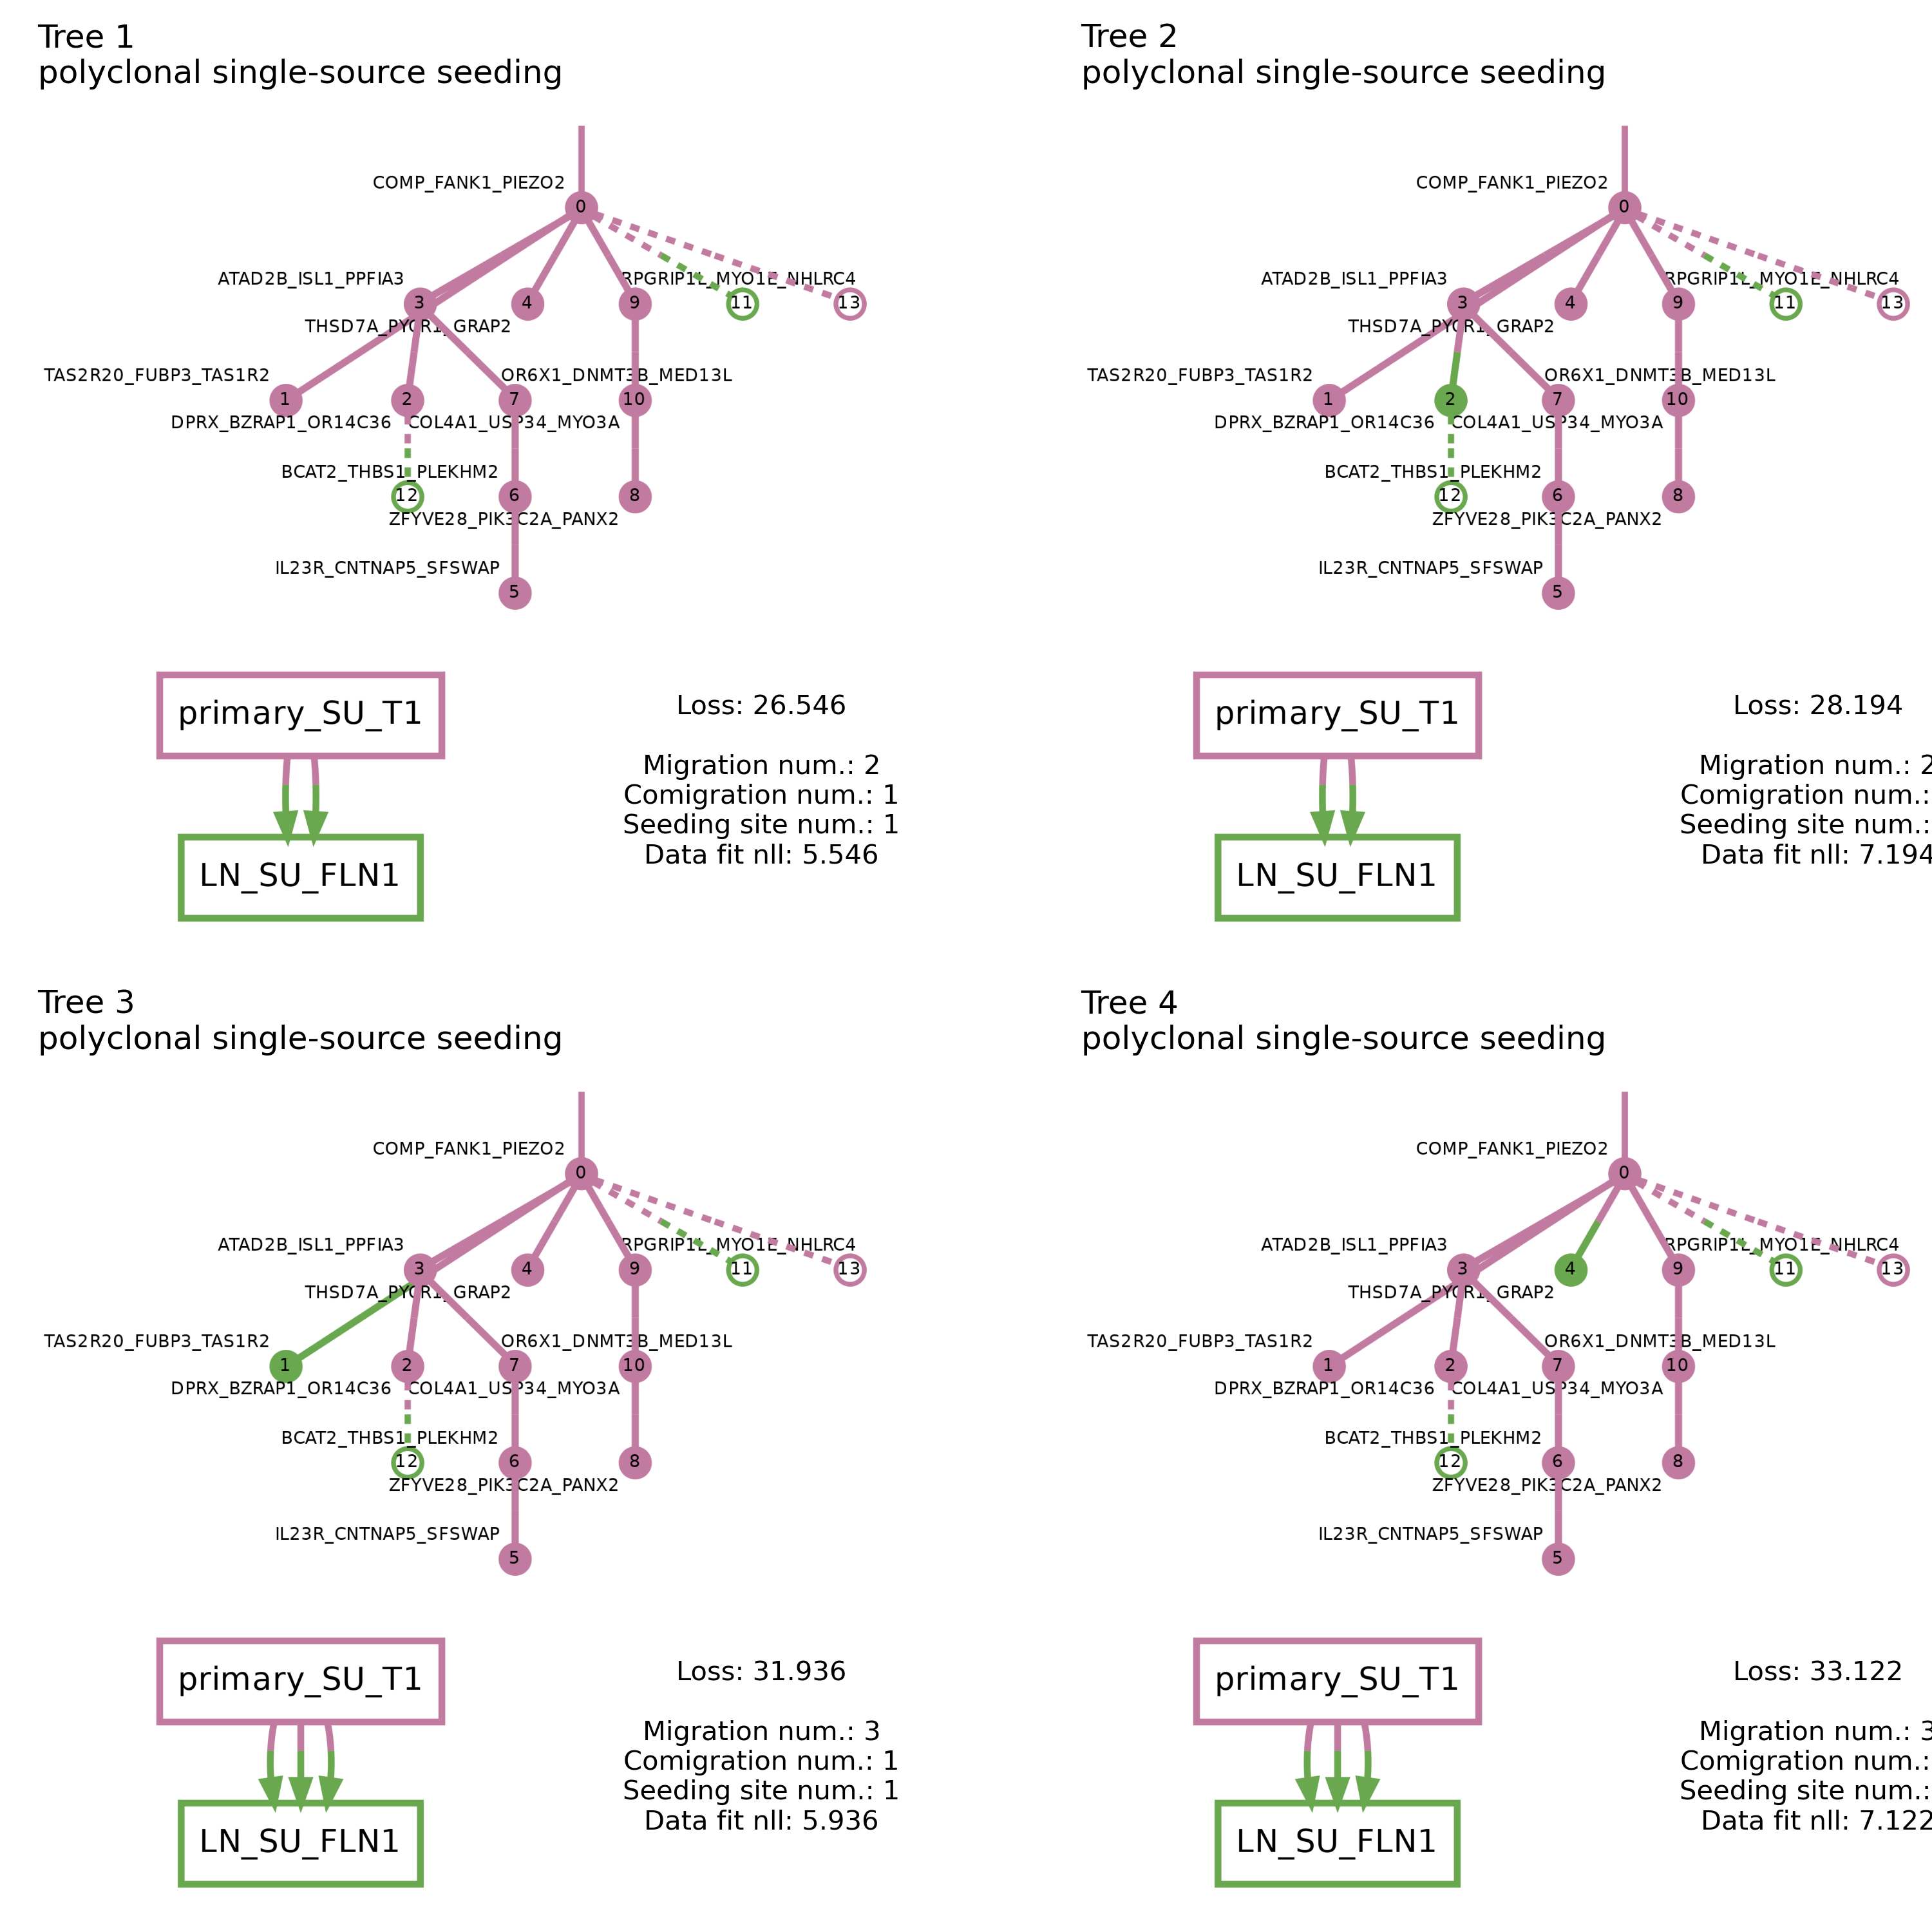 Tree 1
polyclonal single-source seeding
COMP_FANK1_PIEZO2
0
ATAD2B_ISL1_PPFIA3
RPGRIP1L_MYO1E_NHLRC4
3
4
9
11
13
THSD7A_PYCR1_GRAP2
TAS2R20_FUBP3_TAS1R2
OR6X1_DNMT3B_MED13L
1
2
7
10
DPRX_BZRAP1_OR14C36
COL4A1_USP34_MYO3A
BCAT2_THBS1_PLEKHM2
12
6
8
ZFYVE28_PIK3C2A_PANX2
IL23R_CNTNAP5_SFSWAP
5
primary_SU_T1
LN_SU_FLN1
Loss: 26.546
Migration num.: 2
Comigration num.: 1
Seeding site num.: 1
Data fit nll: 5.546
Tree 2
polyclonal single-source seeding
COMP_FANK1_PIEZO2
0
ATAD2B_ISL1_PPFIA3
RPGRIP1L_MYO1E_NHLRC4
3
4
9
11
13
THSD7A_PYCR1_GRAP2
TAS2R20_FUBP3_TAS1R2
OR6X1_DNMT3B_MED13L
1
2
7
10
DPRX_BZRAP1_OR14C36
COL4A1_USP34_MYO3A
BCAT2_THBS1_PLEKHM2
12
6
8
ZFYVE28_PIK3C2A_PANX2
IL23R_CNTNAP5_SFSWAP
5
primary_SU_T1
LN_SU_FLN1
Loss: 28.194
Migration num.: 2
Comigration num.:
Seeding site num.:
Data fit nll: 7.194
Tree 3
polyclonal single-source seeding
COMP_FANK1_PIEZO2
0
ATAD2B_ISL1_PPFIA3
RPGRIP1L_MYO1E_NHLRC4
3
4
9
11
13
THSD7A_PYCR1_GRAP2
TAS2R20_FUBP3_TAS1R2
OR6X1_DNMT3B_MED13L
1
2
7
10
DPRX_BZRAP1_OR14C36
COL4A1_USP34_MYO3A
BCAT2_THBS1_PLEKHM2
12
6
8
ZFYVE28_PIK3C2A_PANX2
IL23R_CNTNAP5_SFSWAP
5
primary_SU_T1
LN_SU_FLN1
Loss: 31.936
Migration num.: 3
Comigration num.: 1
Seeding site num.: 1
Data fit nll: 5.936
Tree 4
polyclonal single-source seeding
COMP_FANK1_PIEZO2
0
ATAD2B_ISL1_PPFIA3
RPGRIP1L_MYO1E_NHLRC4
3
4
9
11
13
THSD7A_PYCR1_GRAP2
TAS2R20_FUBP3_TAS1R2
OR6X1_DNMT3B_MED13L
1
2
7
10
DPRX_BZRAP1_OR14C36
COL4A1_USP34_MYO3A
BCAT2_THBS1_PLEKHM2
12
6
8
ZFYVE28_PIK3C2A_PANX2
IL23R_CNTNAP5_SFSWAP
5
primary_SU_T1
LN_SU_FLN1
Loss: 33.122
Migration num.: 3
Comigration num.:
Seeding site num.:
Data fit nll: 7.122